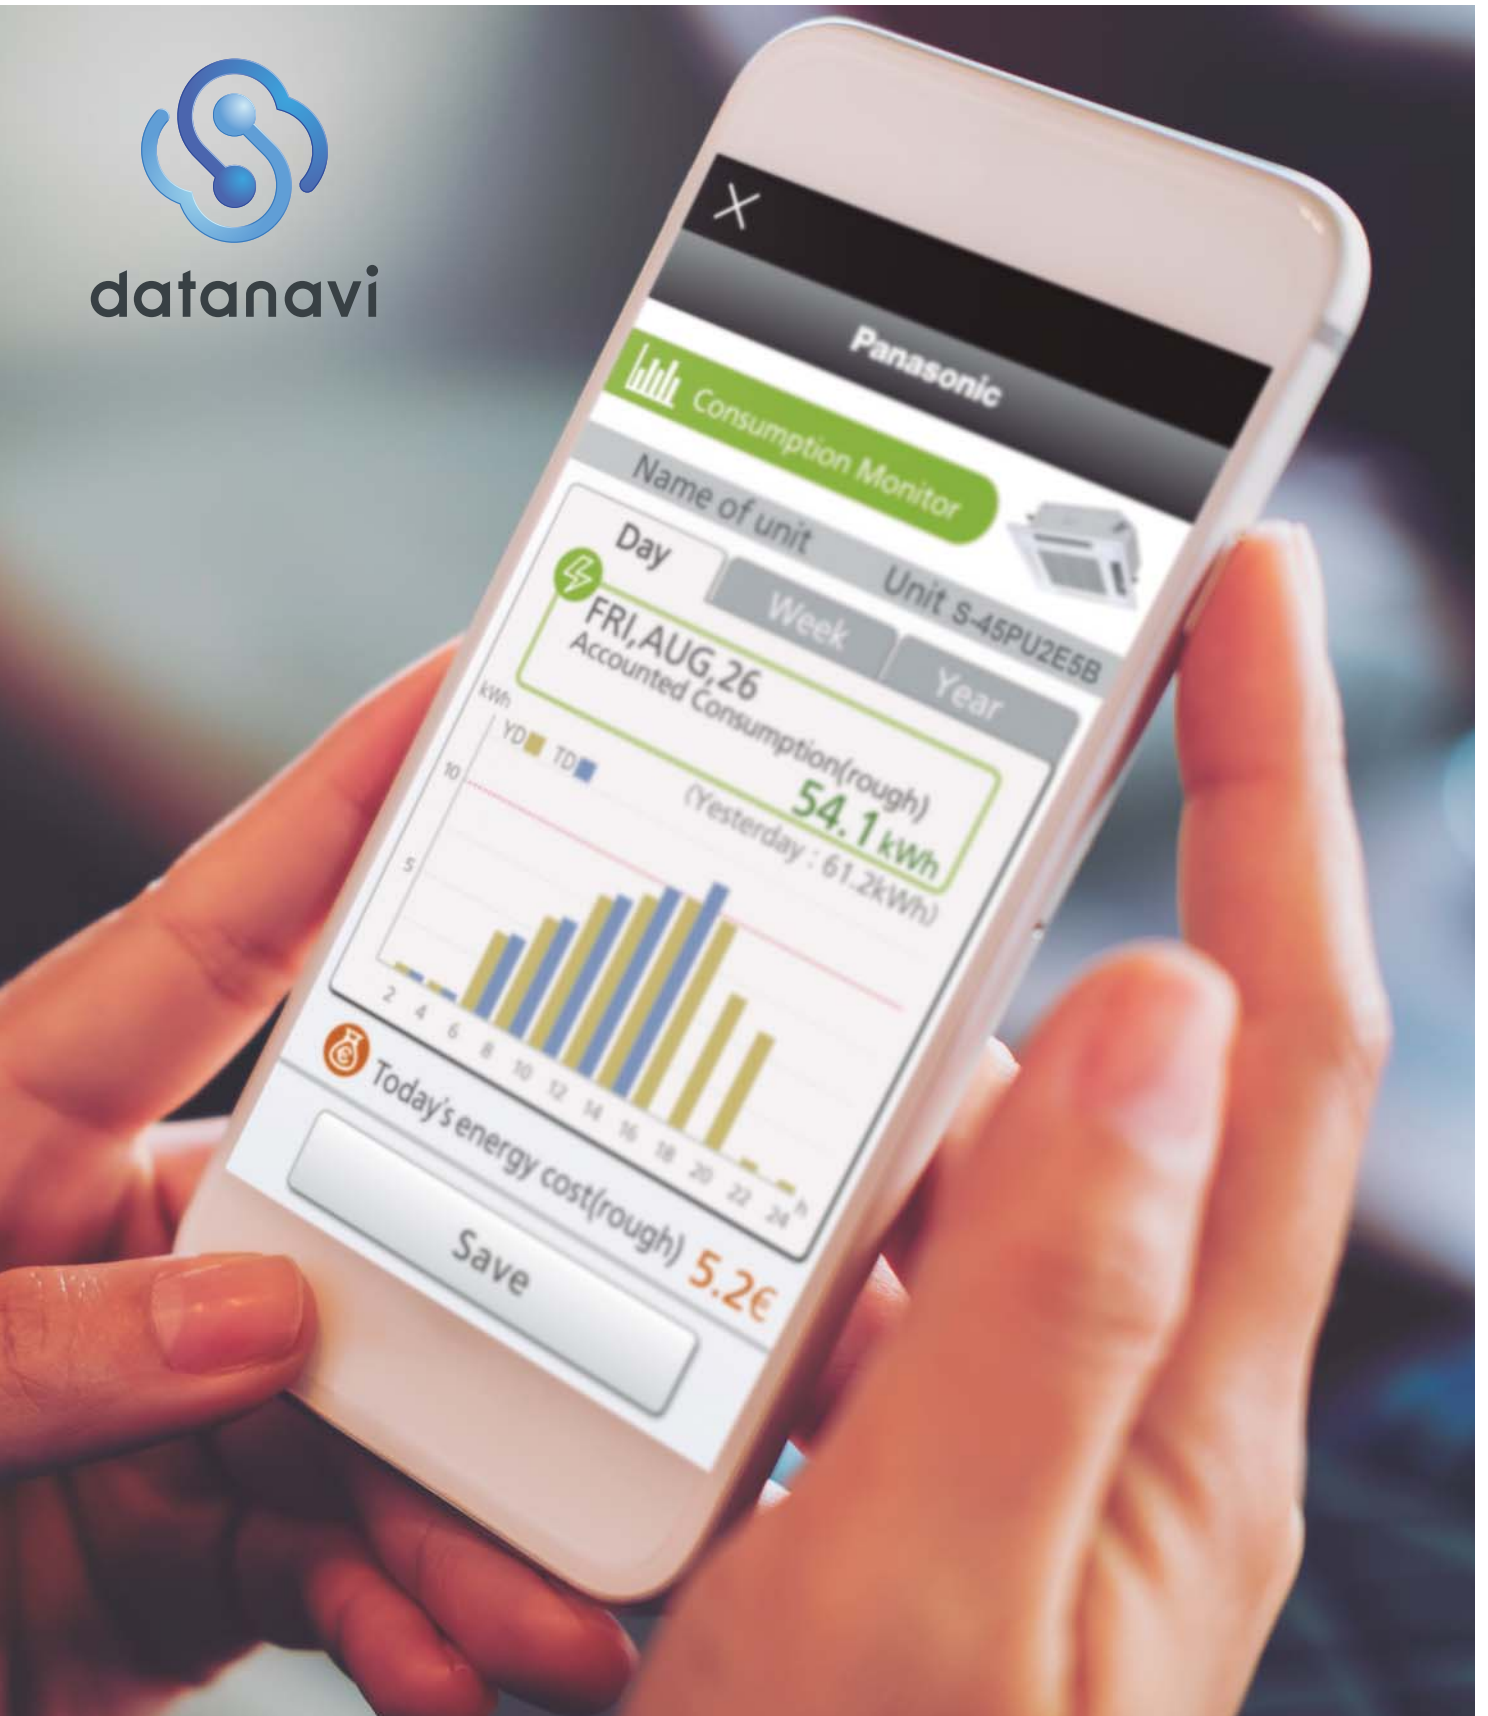 datanavi
Panasonic
Consumption Monitor
Name of unit Unit S-45PU2E5B
Day Week Year
FRI,AUG,26
Accounted Consumption(rough)
54.1 kWh
(Yesterday : 61.2kWh)
kWh
YD TD
10
5
2 4 6 8 10 12 14 16 18 20 22 24 h
€ Today's energy cost(rough) 5.2€
Save